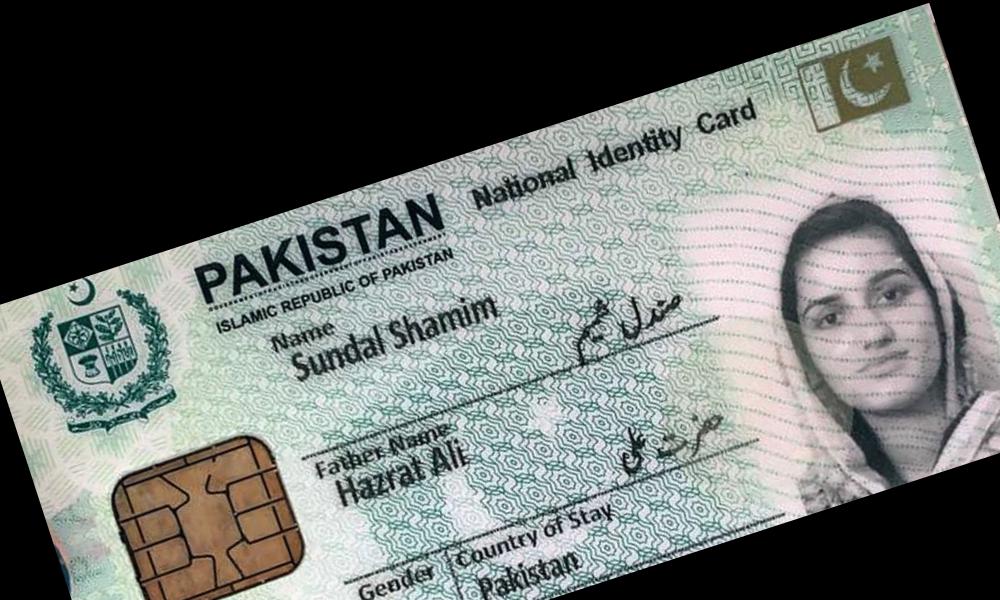 PAKISTAN National Identity Card
ISLAMIC REPUBLIC OF PAKISTAN
Name
Sundal Shamim
صندل شمیم
Father Name
Hazrat Ali
حضرت علی
Gender Country of Stay
Pakistan